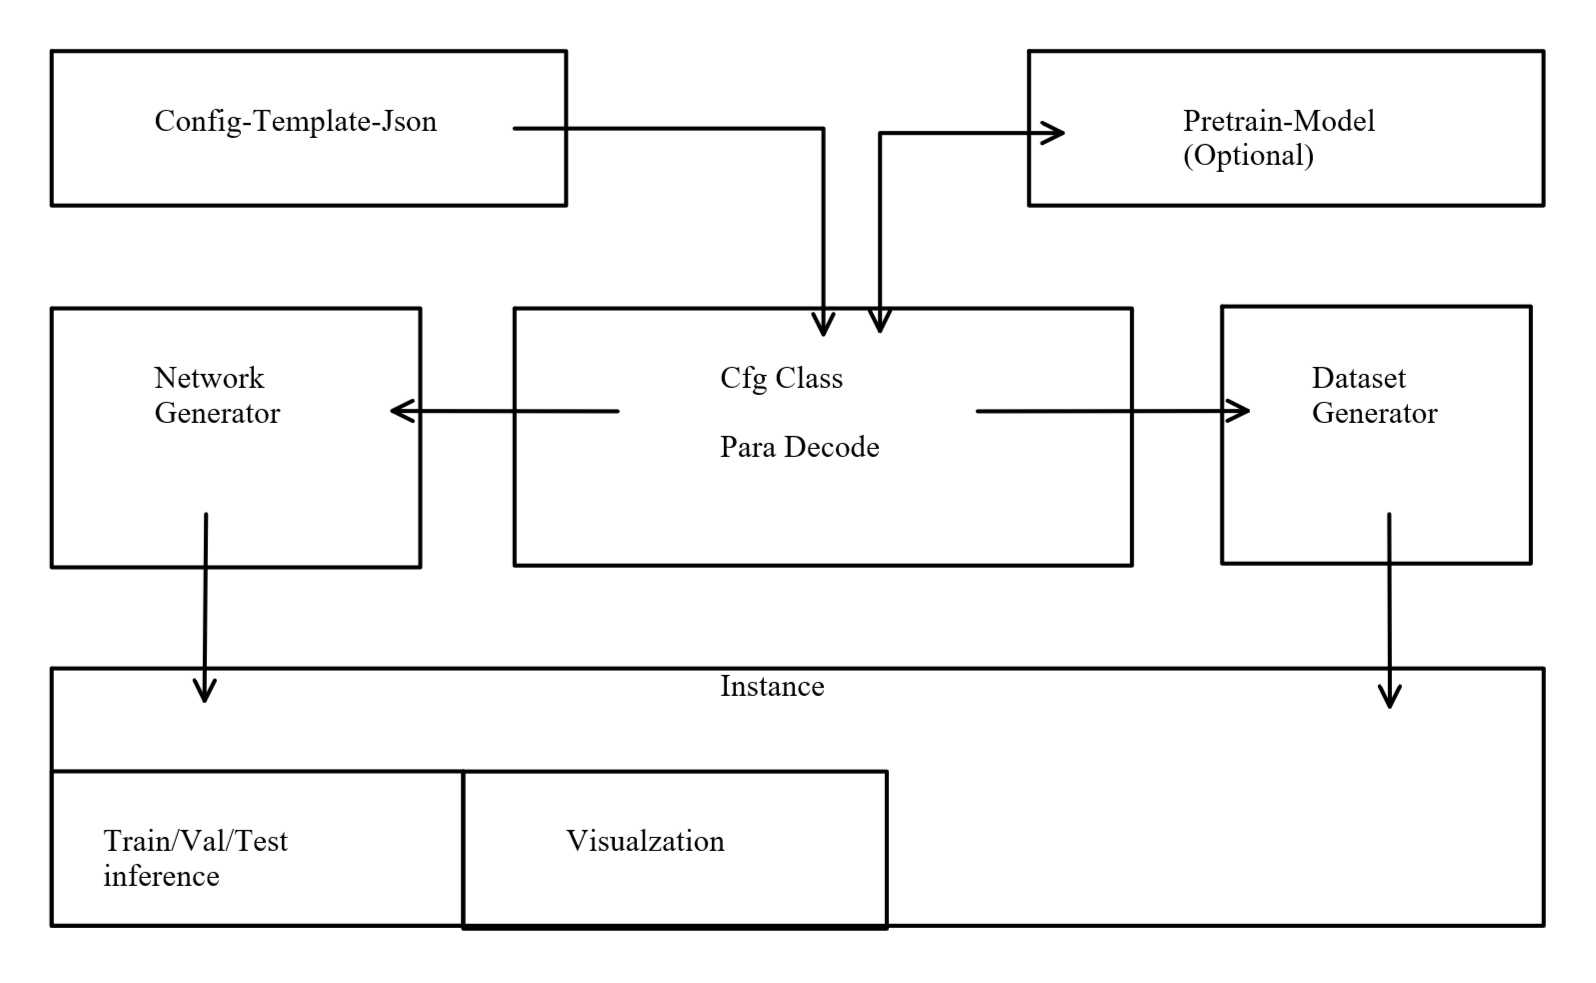 Config-Template-Json
Pretrain-Model
(Optional)
Network
Generator
Cfg Class
Para Decode
Dataset
Generator
Instance
Train/Val/Test
inference
Visualzation